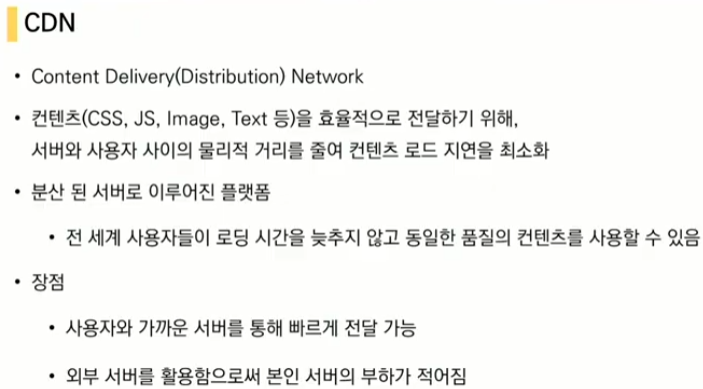 CDN
• Content Delivery(Distribution) Network
• 컨텐츠(CSS, JS, Image, Text 등)을 효율적으로 전달하기 위해,
서버와 사용자 사이의 물리적 거리를 줄여 컨텐츠 로드 지연을 최소화
• 분산 된 서버로 이루어진 플랫폼
• 전 세계 사용자들이 로딩 시간을 늦추지 않고 동일한 품질의 컨텐츠를 사용할 수 있음
• 장점
• 사용자와 가까운 서버를 통해 빠르게 전달 가능
• 외부 서버를 활용함으로써 본인 서버의 부하가 적어짐